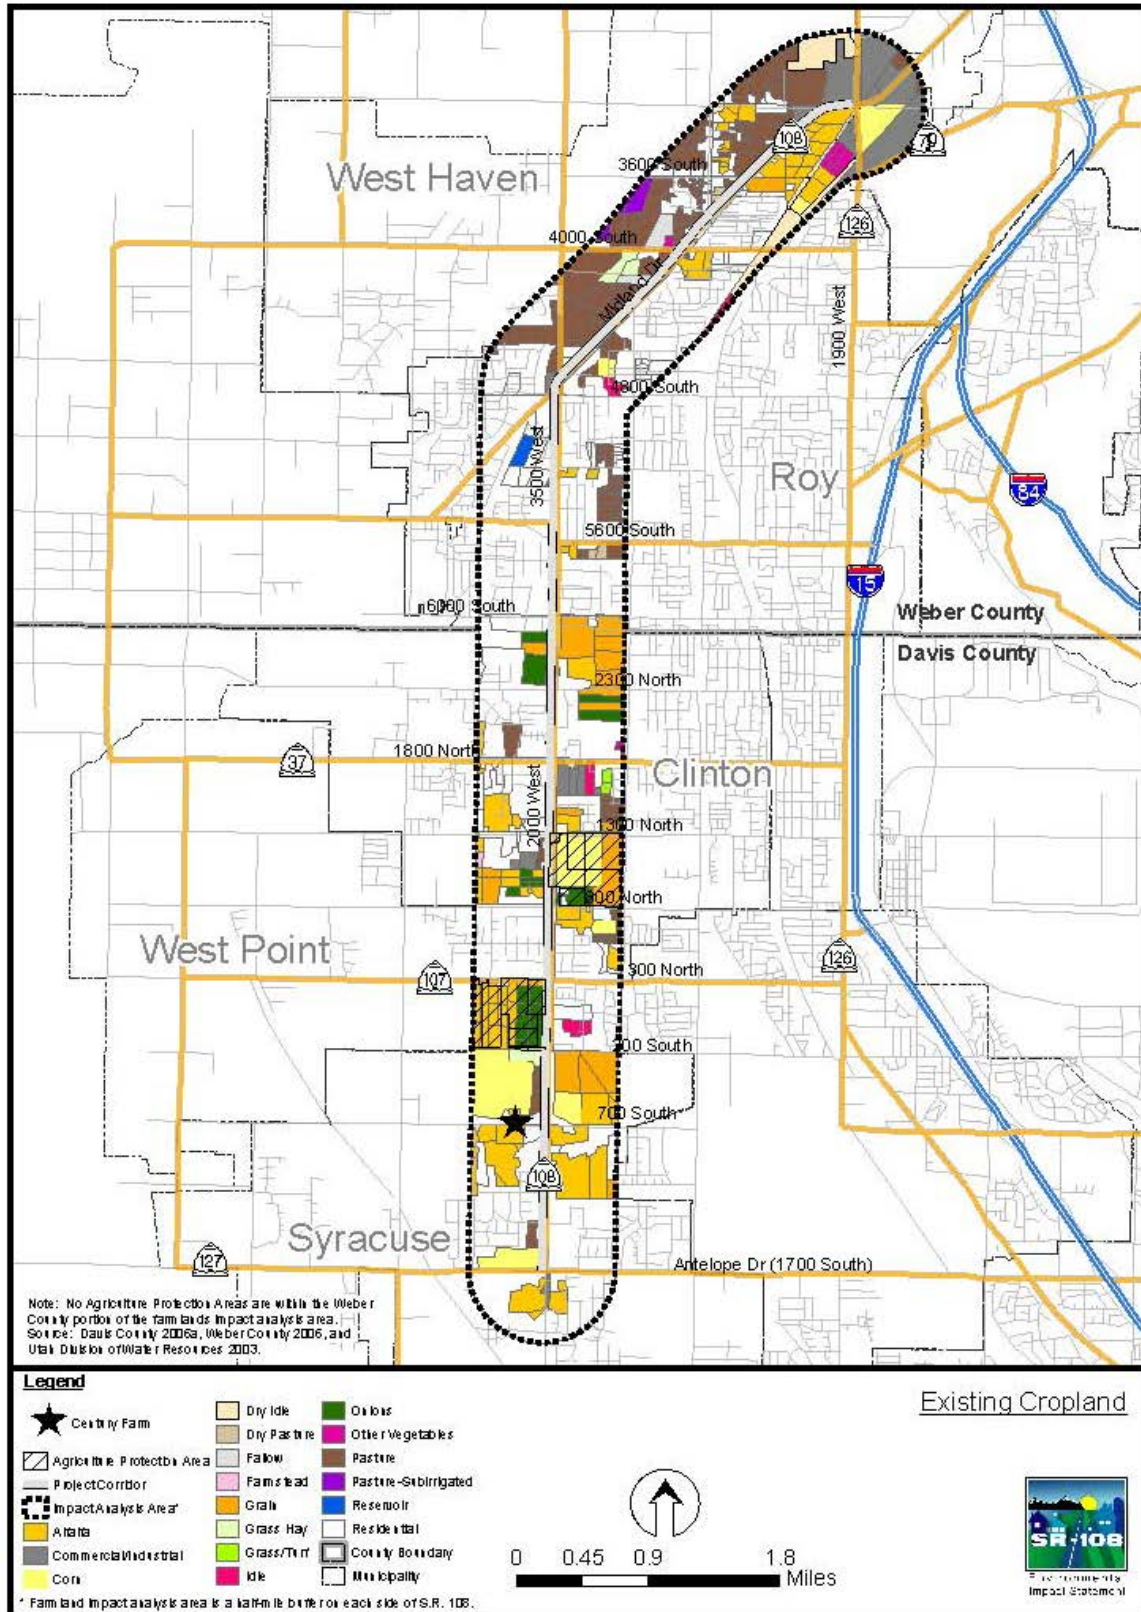 108
79
3600 South
West Haven
126
4000 South
Midland Dr
1900 West
4800 South
3500 West
Roy
84
5600 South
15
6000 South
Weber County
Davis County
2300 North
1800 North
37
Clinton
2000 West
1300 North
800 North
West Point
126
300 North
107
200 South
700 South
108
Syracuse
127
Antelope Dr (1700 South)
Note: No Agriculture Protection Areas are within the Weber
County portion of the farmlands impact analysis area.
Source: Davis County 2006a, Weber County 2006, and
Utah Division of Water Resources 2003.
Legend
Century Farm
Agriculture Protection Area
Project Corridor
Impact Analysis Area*
Alfalfa
Commercial/Industrial
Corn
Dry Idle
Dry Pasture
Fallow
Farmstead
Grain
Grass Hay
Grass/Turf
Idle
Onions
Other Vegetables
Pasture
Pasture-Subirrigated
Reservoir
Residential
County Boundary
Municipality
0 0.45 0.9 1.8
Miles
Existing Cropland
SR-108
Environmental
Impact Statement
* Farmland impact analysis area is a half-mile buffer on each side of S.R. 108.